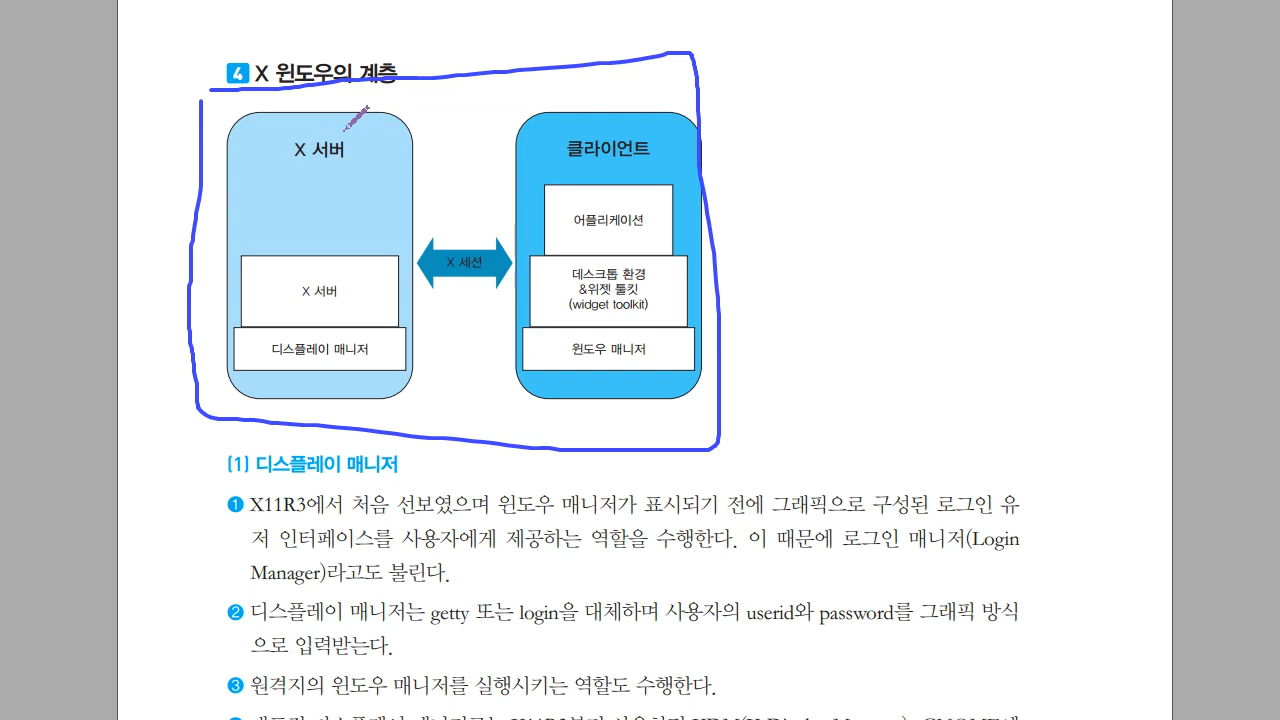 4 X 윈도우의 계층
X 서버
클라이언트
어플리케이션
X 세션
데스크톱 환경
&위젯 툴킷
(widget toolkit)
X 서버
디스플레이 매니저
윈도우 매니저
(1) 디스플레이 매니저
1 X11R3에서 처음 선보였으며 윈도우 매니저가 표시되기 전에 그래픽으로 구성된 로그인 유
저 인터페이스를 사용자에게 제공하는 역할을 수행한다. 이 때문에 로그인 매니저(Login
Manager)라고도 불린다.
2 디스플레이 매니저는 getty 또는 login을 대체하며 사용자의 userid와 password를 그래픽 방식
으로 입력받는다.
3 원격지의 윈도우 매니저를 실행시키는 역할도 수행한다.